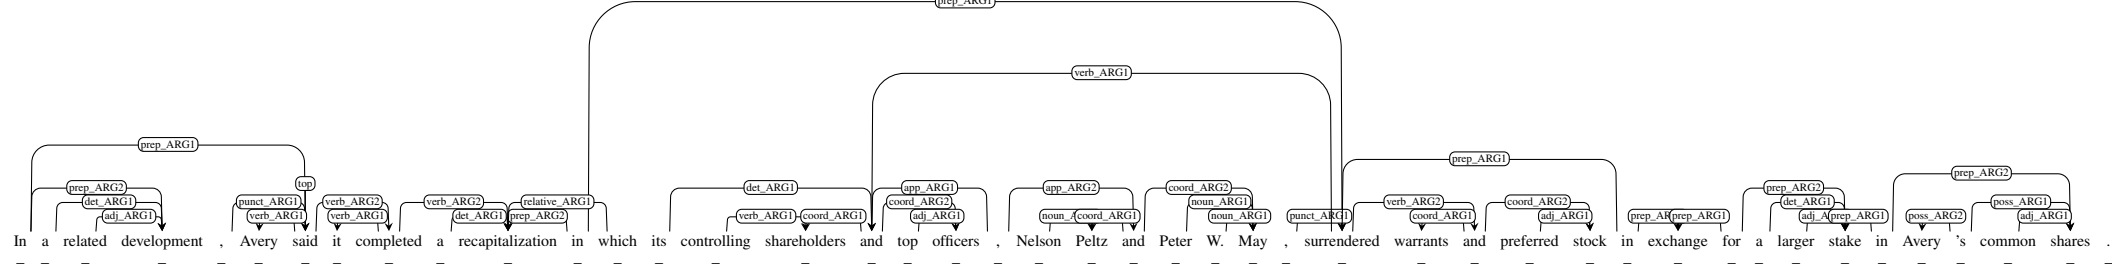 prep_ARG1
verb_ARG1
prep_ARG1
prep_ARG1
prep_ARG2
top
prep_ARG2 det_ARG1 app_ARG1 app_ARG2 coord_ARG2 prep_ARG2
det_ARG1 punct_ARG1 verb_ARG2 verb_ARG2 relative_ARG1 coord_ARG2 noun_ARG1 verb_ARG2 coord_ARG2 det_ARG1 poss_ARG1
adj_ARG1 verb_ARG1 verb_ARG1 det_ARG1 prep_ARG2 verb_ARG1 coord_ARG1 adj_ARG1 coord_ARG1 noun_ARG1 punct_ARG1 coord_ARG1 adj_ARG1 prep_ARG1 prep_ARG1 poss_ARG2 adj_ARG1
In a related development , Avery said it completed a recapitalization in which its controlling shareholders and top officers , Nelson Peltz and Peter W. May , surrendered warrants and preferred stock in exchange for a larger stake in Avery 's common shares .
_ _ _ _ _ _ _ _ _ _ _ _ _ _ _ _ _ _ _ _ _ _ _ _ _ _ _ _ _ _ _ _ _ _ _ _ _ _ _ _ _ _ _ _